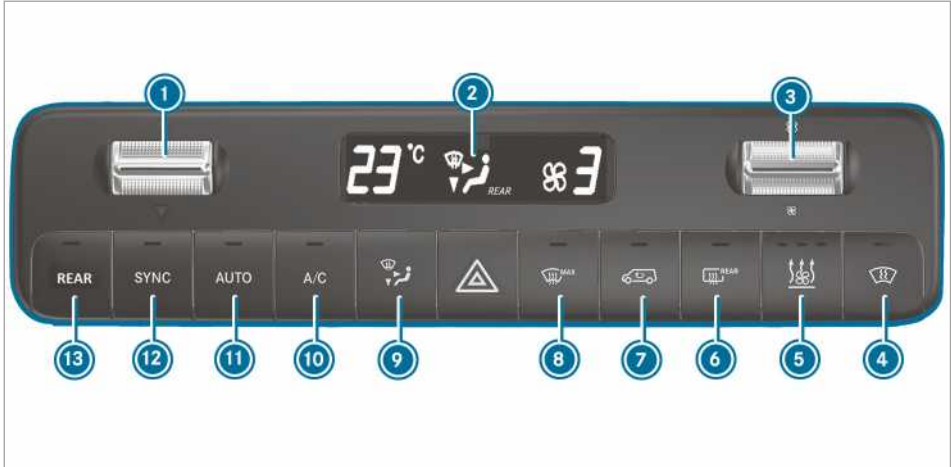 1 2 3
23 °C REAR 3
REAR SYNC AUTO A/C MAX REAR
13 12 11 10 9 8 7 6 5 4